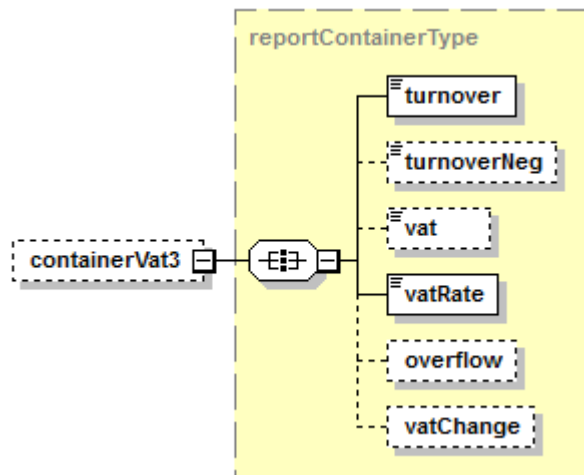 reportContainerType
turnover
turnoverNeg
vat
containerVat3
vatRate
overflow
vatChange